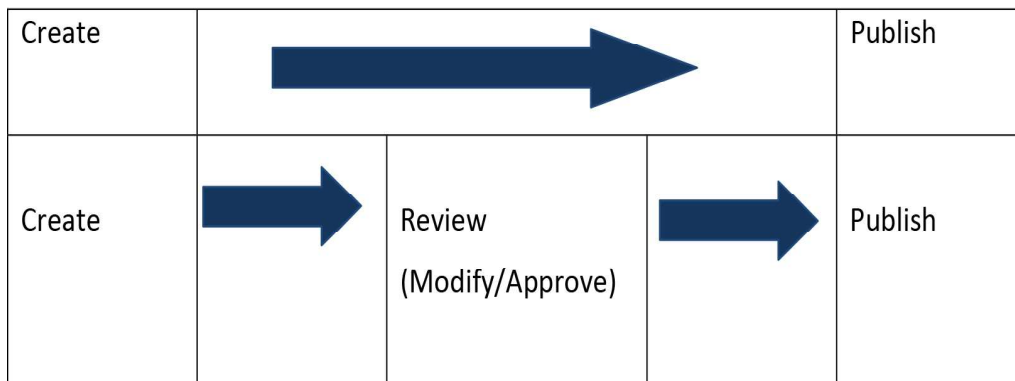 Create
Publish
Create
Review
(Modify/Approve)
Publish